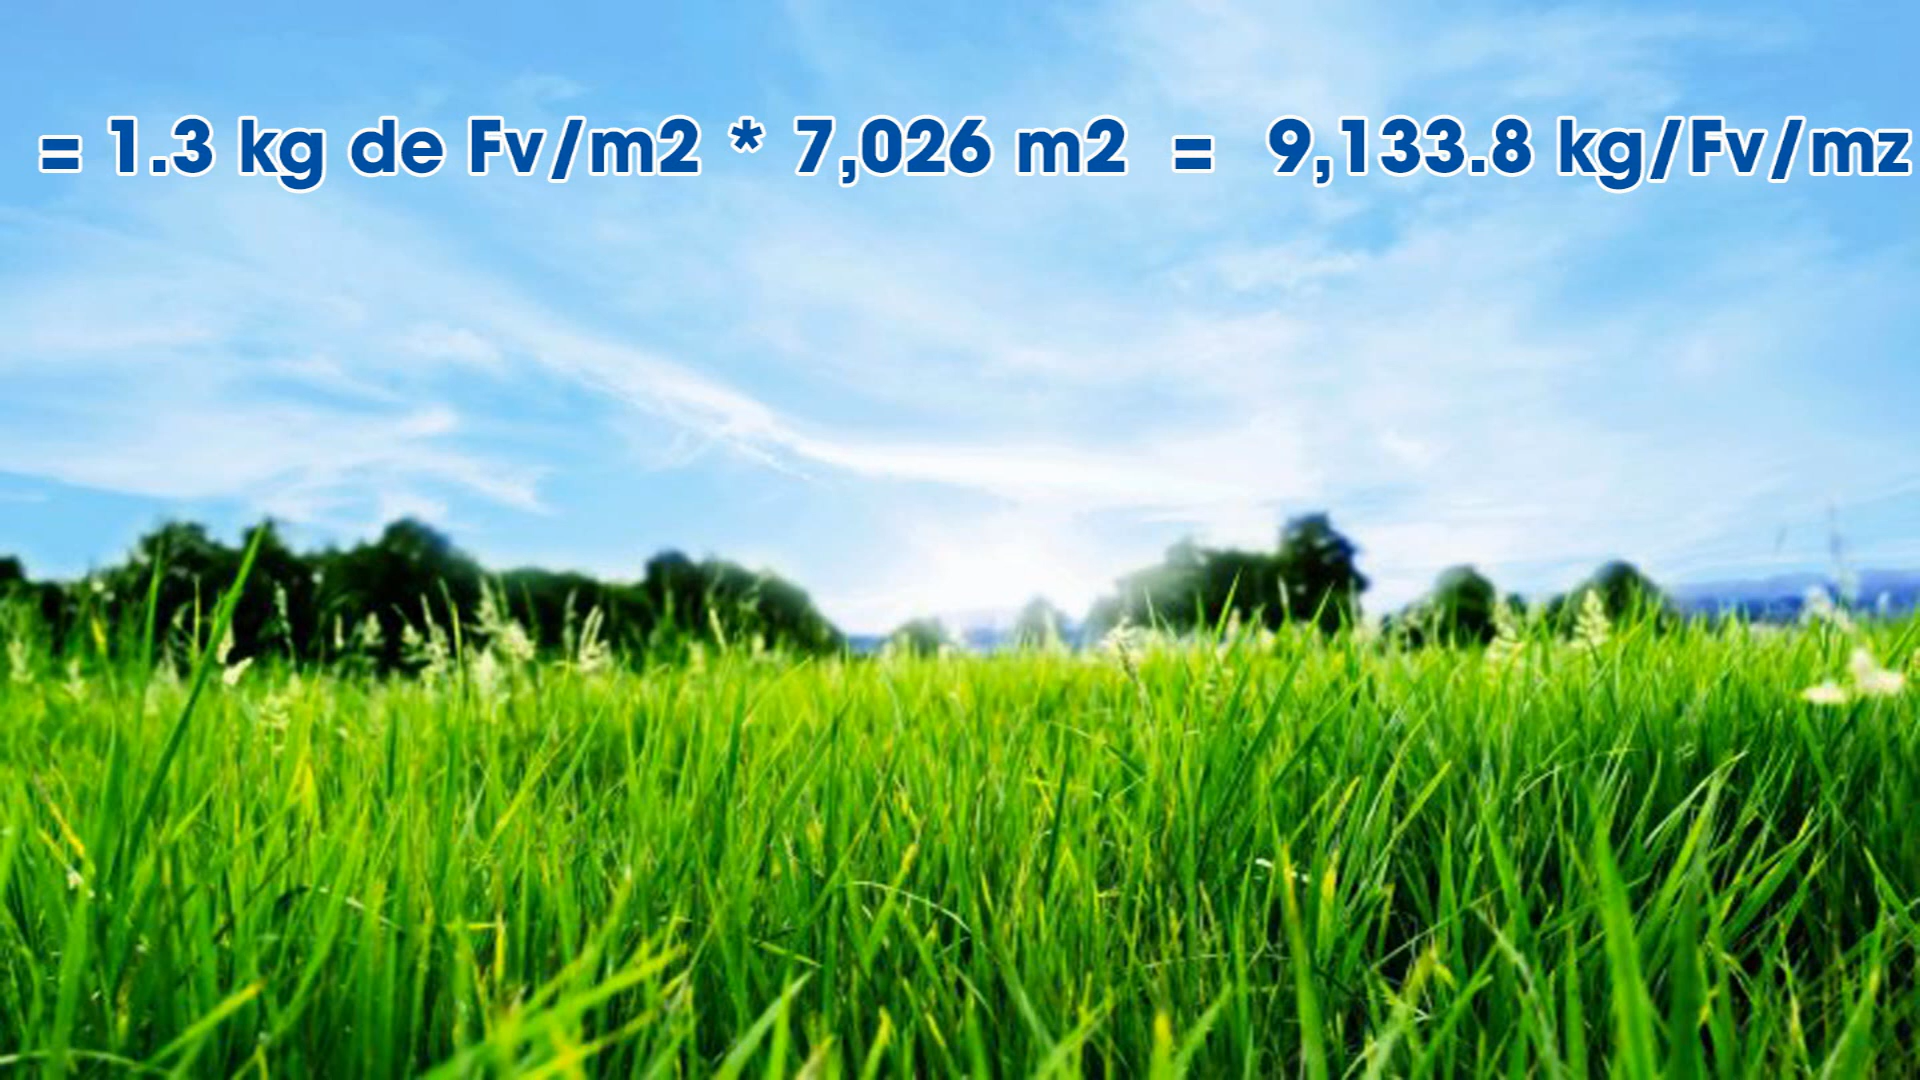 = 1.3 kg de Fv/m2 * 7,026 m2 = 9,133.8 kg/Fv/mz